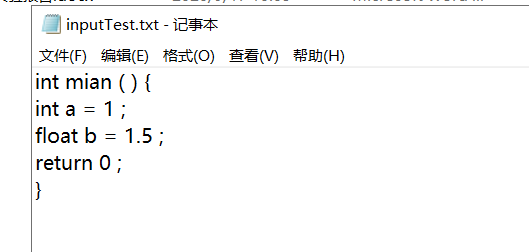 inputTest.txt - 记事本
文件(F) 编辑(E) 格式(O) 查看(V) 帮助(H)
int mian ( ) {
int a = 1 ;
float b = 1.5 ;
return 0 ;
}